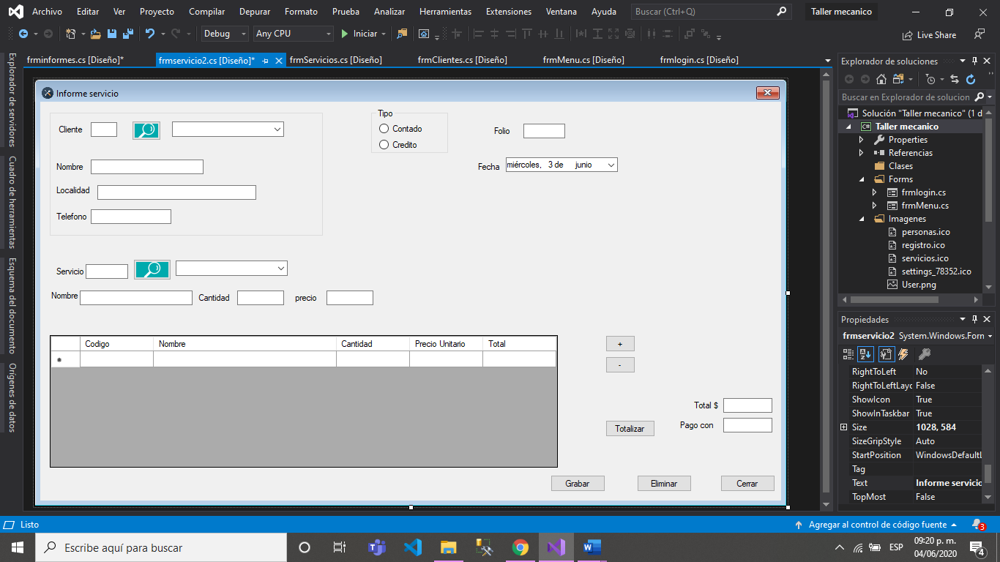 Archivo Editar Ver Proyecto Compilar Depurar Formato Prueba Analizar Herramientas Extensiones Ventana Ayuda Buscar (Ctrl+Q) Taller mecanico
Debug Any CPU Iniciar Live Share
frminformes.cs [Diseño]* frmservicio2.cs [Diseño]* frmServicios.cs [Diseño] frmClientes.cs [Diseño] frmMenu.cs [Diseño] frmlogin.cs [Diseño]
Explorador de servidores
Cuadro de herramientas
Esquema del documento
Orígenes de datos
Informe servicio
Cliente
Tipo
Contado
Credito
Folio
Nombre
Fecha miércoles, 3 de junio
Localidad
Telefono
Servicio
Nombre Cantidad precio
Codigo Nombre Cantidad Precio Unitario Total
+
-
Total $
Totalizar Pago con
Grabar Eliminar Cerrar
Explorador de soluciones
Buscar en Explorador de solucion
Solución "Taller mecanico" (1 d
C# Taller mecanico
Properties
Referencias
Clases
Forms
frmlogin.cs
frmMenu.cs
Imagenes
personas.ico
registro.ico
servicios.ico
settings_78352.ico
User.png
Propiedades
frmservicio2 System.Windows.Forr
RightToLeft No
RightToLeftLayo False
ShowIcon True
ShowInTaskbar True
Size 1028, 584
SizeGripStyle Auto
StartPosition WindowsDefaultL
Tag
Text Informe servicio
TopMost False
Listo Agregar al control de código fuente 3
Escribe aquí para buscar
ESP
09:20 p. m.
04/06/2020
4